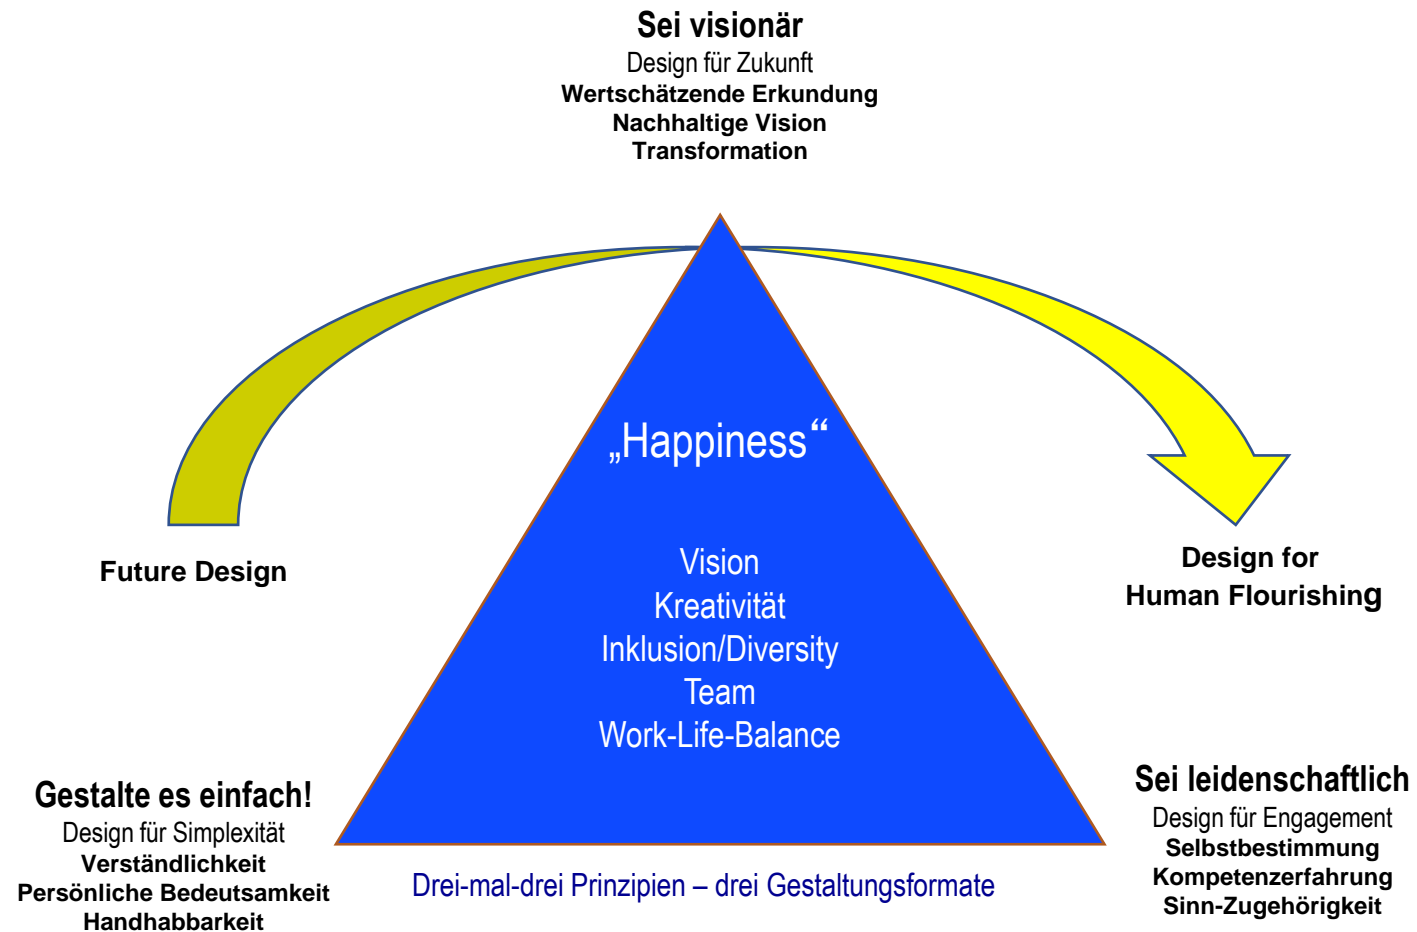 Sei visionär
Design für Zukunft
Wertschätzende Erkundung
Nachhaltige Vision
Transformation
„Happiness“
Vision
Kreativität
Inklusion/Diversity
Team
Work-Life-Balance
Future Design
Design for
Human Flourishing
Gestalte es einfach!
Design für Simplexität
Verständlichkeit
Persönliche Bedeutsamkeit
Handhabbarkeit
Drei-mal-drei Prinzipien – drei Gestaltungsformate
Sei leidenschaftlich
Design für Engagement
Selbstbestimmung
Kompetenzerfahrung
Sinn-Zugehörigkeit